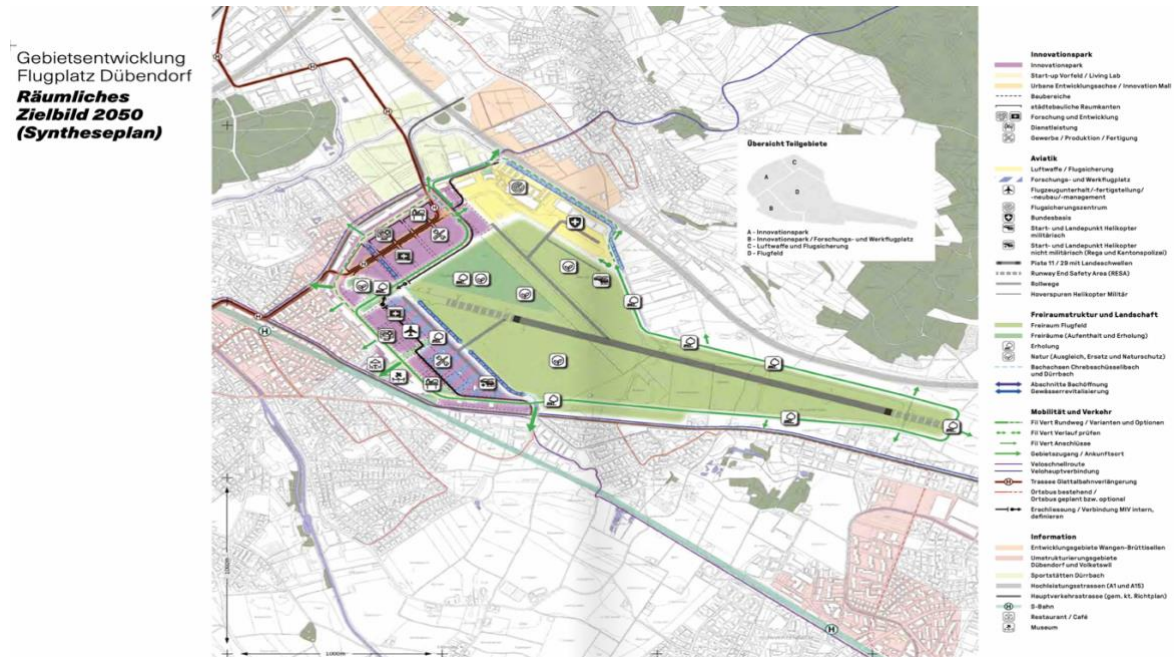 Gebietsentwicklung
Flugplatz Dübendorf
Räumliches
Zielbild 2050
(Syntheseplan)
Übersicht Teilgebiete
C
A
D
B
A - Innovationspark
B - Innovationspark / Forschungs- und Werkflugplatz
C - Luftwaffe und Flugsicherung
D - Flugfeld
H
H
H
1000m
Innovationspark
Innovationspark
Start-up Vorfeld / Living Lab
Urbane Entwicklungsachse / Innovation Mall
Baubereiche
städtebauliche Raumkanten
Forschung und Entwicklung
Dienstleistung
Gewerbe / Produktion / Fertigung
Aviatik
Luftwaffe / Flugsicherung
Forschungs- und Werkflugplatz
Flugzeugunterhalt/-fertigstellung/
-neubau/-management
Flugsicherungszentrum
Bundesbasis
Start- und Landepunkt Helikopter
militärisch
Start- und Landepunkt Helikopter
nicht militärisch (Rega und Kantonspolizei)
Piste 11 / 29 mit Landeschwellen
Runway End Safety Area (RESA)
Rollwege
Hoverspuren Helikopter Militär
Freiraumstruktur und Landschaft
Freiraum Flugfeld
Freiräume (Aufenthalt und Erholung)
Erholung
Natur (Ausgleich, Ersatz und Naturschutz)
Bachachsen Chrebsschüsselibach
und Dürrbach
Abschnitte Bachöffnung
Gewässerrevitalisierung
Mobilität und Verkehr
Fil Vert Rundweg / Varianten und Optionen
Fil Vert Verlauf prüfen
Fil Vert Anschlüsse
Gebietszugang / Ankunftsort
Veloschnellroute
Velohauptverbindung
H Trassee Glattalbahnverlängerung
Ortsbus bestehend /
Ortsbus geplant bzw. optional
Erschliessung / Verbindung MIV intern,
definieren
Information
Entwicklungsgebiete Wangen-Brüttisellen
Umstrukturierungsgebiete
Dübendorf und Volketswil
Sportstätten Dürrbach
Hochleistungsstrassen (A1 und A15)
Hauptverkehrsstrasse (gem. kt. Richtplan)
H S-Bahn
Restaurant / Café
Museum